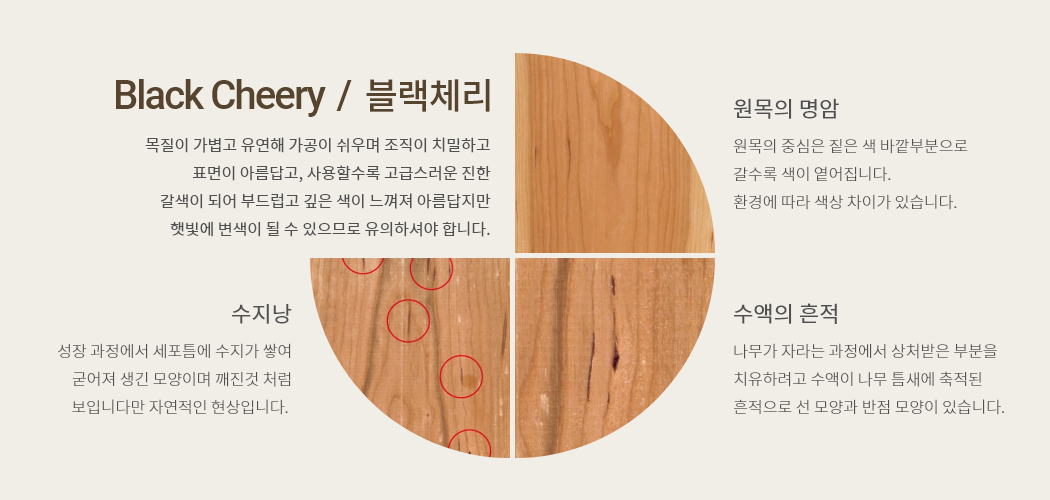 Black Cheery / 블랙체리
목질이 가볍고 유연해 가공이 쉬우며 조직이 치밀하고
표면이 아름답고, 사용할수록 고급스러운 진한
갈색이 되어 부드럽고 깊은 색이 느껴져 아름답지만
햇빛에 변색이 될 수 있으므로 유의하셔야 합니다.
원목의 명암
원목의 중심은 짙은 색 바깥부분으로
갈수록 색이 옅어집니다.
환경에 따라 색상 차이가 있습니다.
수지낭
성장 과정에서 세포틈에 수지가 쌓여
굳어져 생긴 모양이며 깨진것 처럼
보입니다만 자연적인 현상입니다.
수액의 흔적
나무가 자라는 과정에서 상처받은 부분을
치유하려고 수액이 나무 틈새에 축적된
흔적으로 선 모양과 반점 모양이 있습니다.